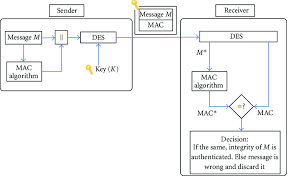 Sender
Message M
||
DES
MAC
algorithm
Key (K)
Message M
MAC
Receiver
DES
M*
MAC
algorithm
=?
MAC*
MAC
Decision:
If the same, integrity of M is
authenticated. Else message is
wrong and discard it